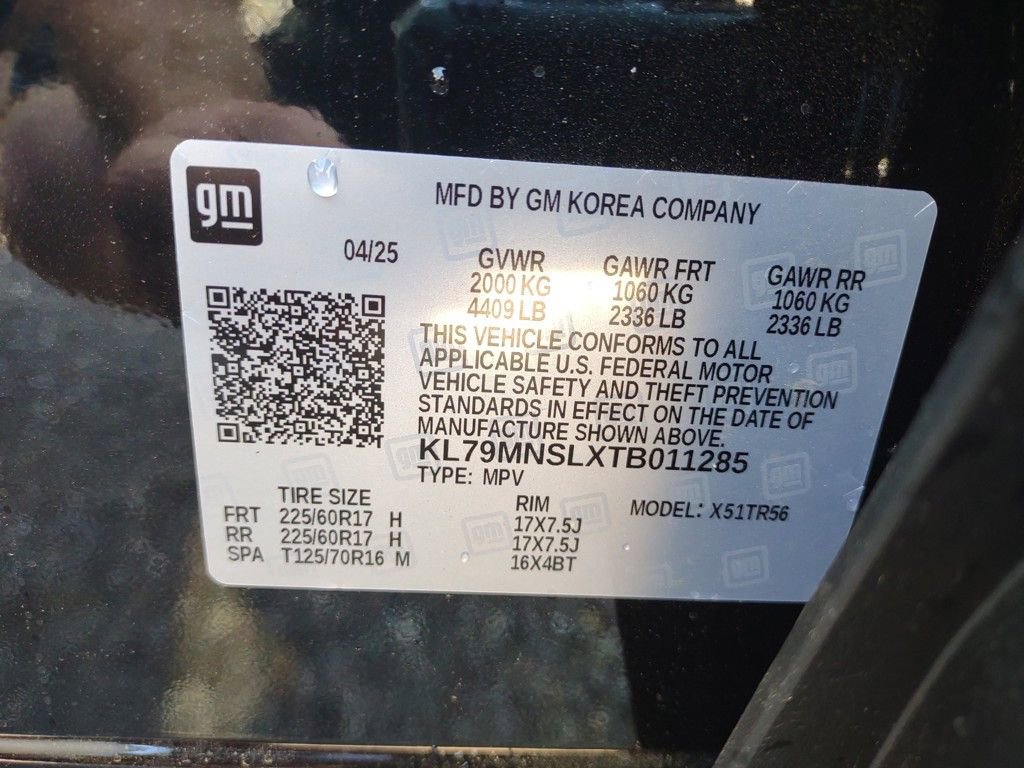 gm
MFD BY GM KOREA COMPANY
04/25
GVWR GAWR FRT GAWR RR
2000 KG 1060 KG 1060 KG
4409 LB 2336 LB 2336 LB
THIS VEHICLE CONFORMS TO ALL
APPLICABLE U.S. FEDERAL MOTOR
VEHICLE SAFETY AND THEFT PREVENTION
STANDARDS IN EFFECT ON THE DATE OF
MANUFACTURE SHOWN ABOVE.
KL79MNSLXTB011285
TYPE: MPV
TIRE SIZE RIM MODEL: X51TR56
FRT 225/60R17 H 17X7.5J
RR 225/60R17 H 17X7.5J
SPA T125/70R16 M 16X4BT